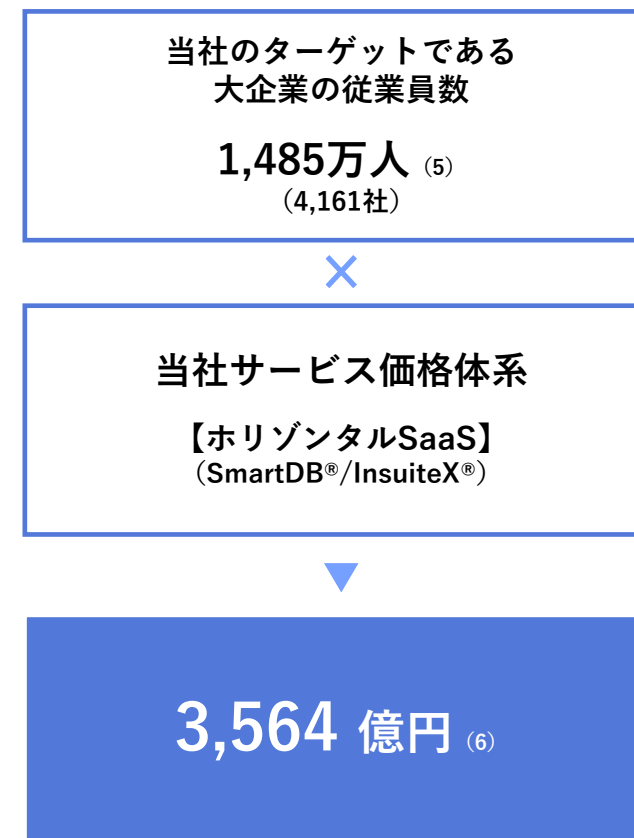 当社のターゲットである
大企業の従業員数
1,485万人（5）
（4,161社）
×
当社サービス価格体系
【ホリゾンタルSaaS】
（SmartDB®/InsuiteX®）
3,564 億円（6）